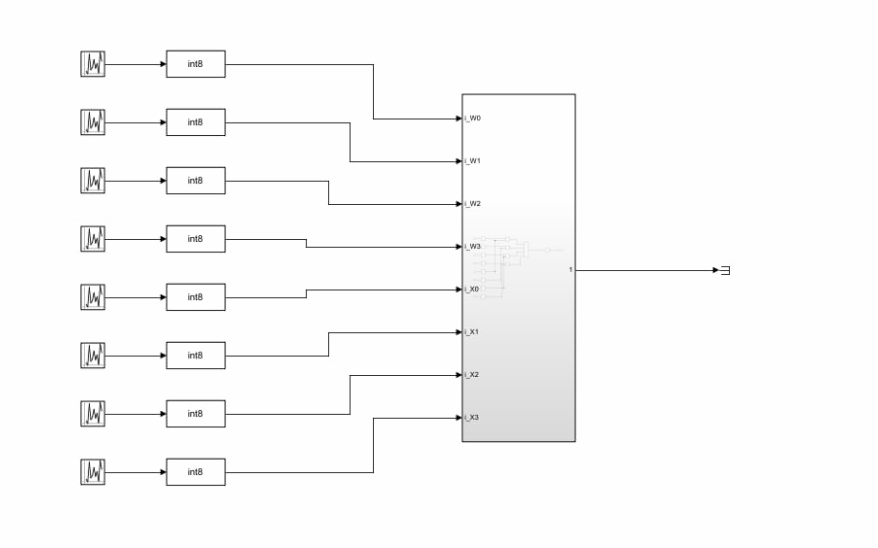 int8
i_W0
int8
i_W1
int8
i_W2
int8
i_W3
1
int8
i_X0
int8
i_X1
int8
i_X2
int8
i_X3